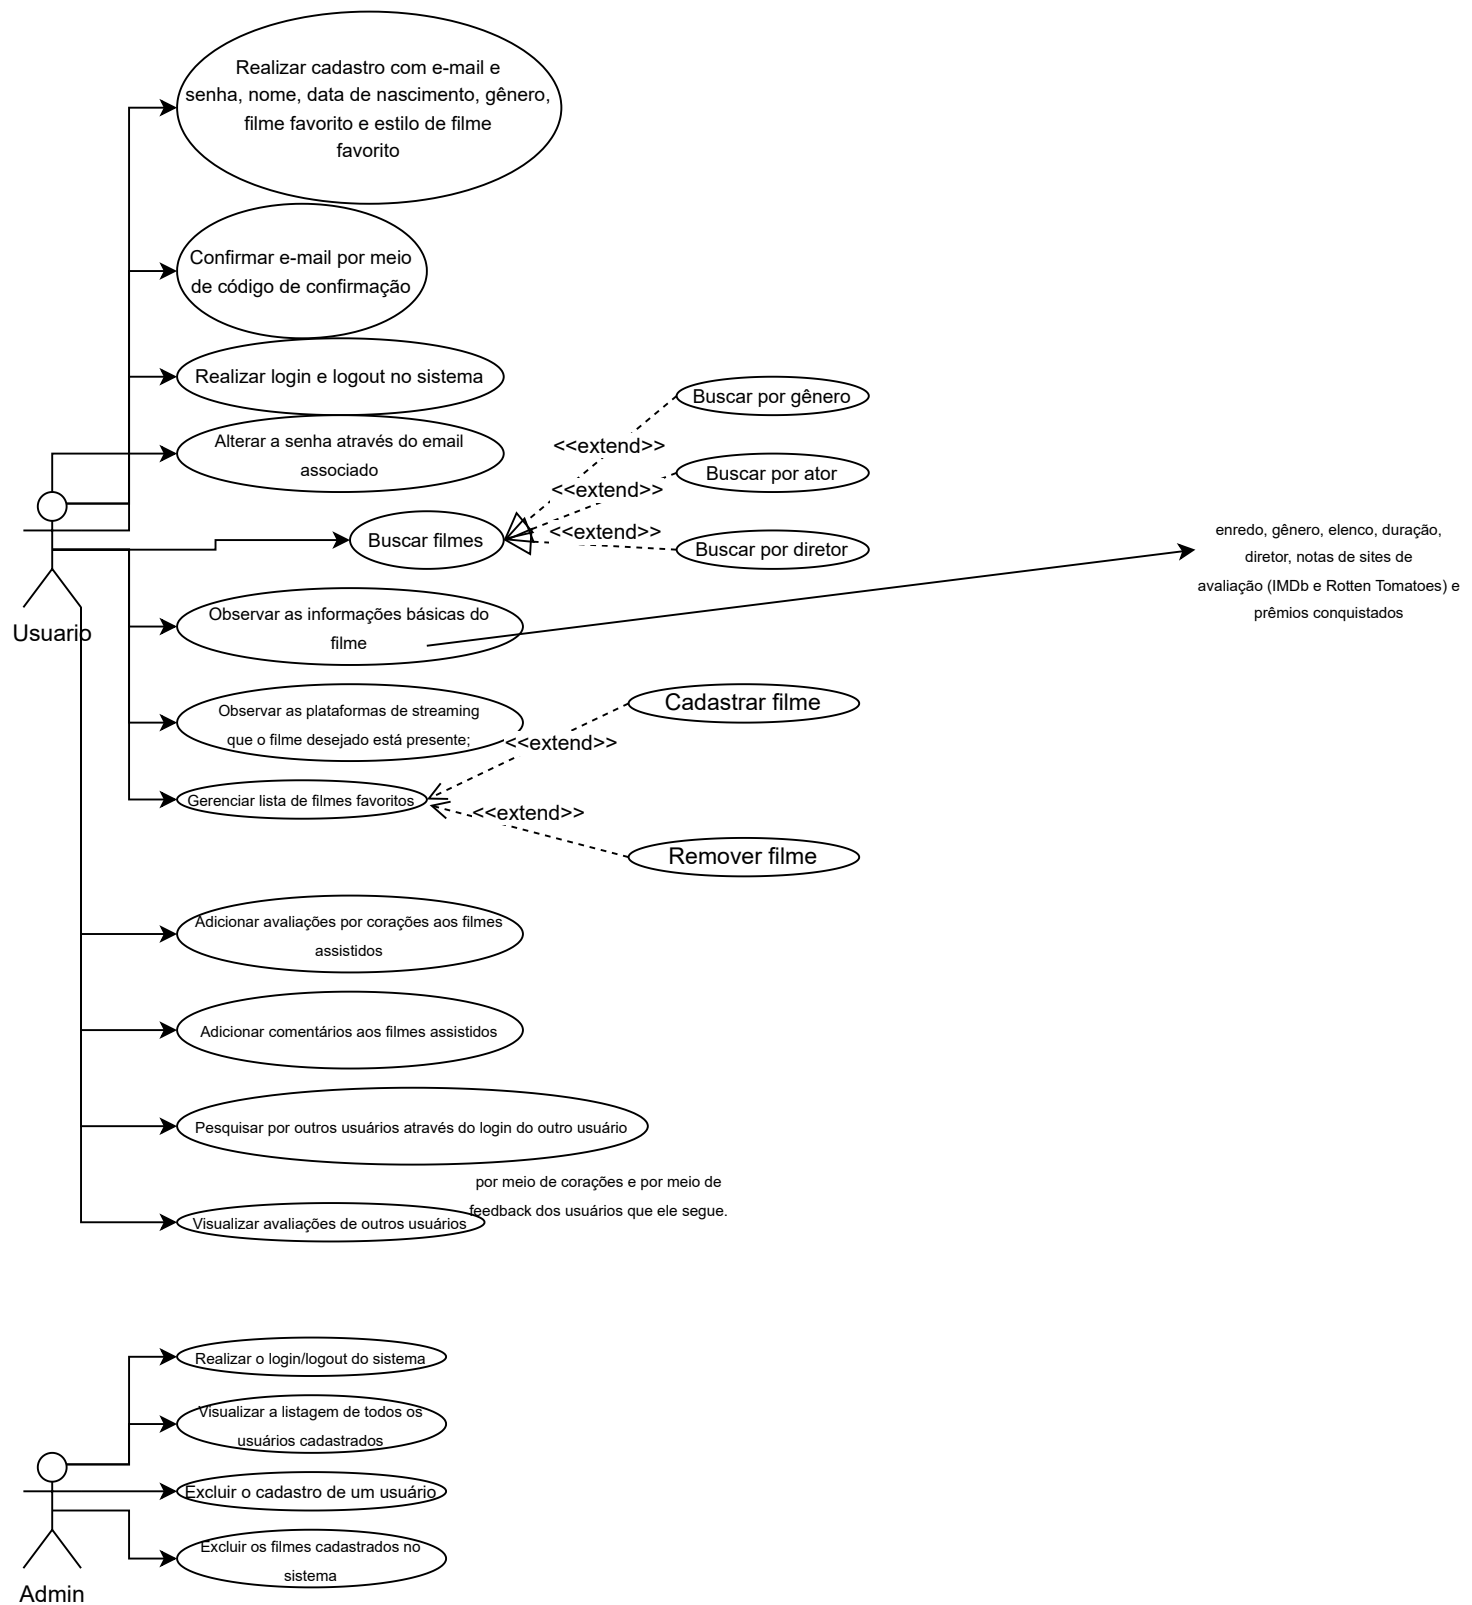 Realizar cadastro com e-mail e
senha, nome, data de nascimento, gênero,
filme favorito e estilo de filme
favorito
Confirmar e-mail por meio
de código de confirmação
Realizar login e logout no sistema
Alterar a senha através do email
associado
Buscar filmes
<<extend>>
<<extend>>
<<extend>>
Buscar por gênero
Buscar por ator
Buscar por diretor
enredo, gênero, elenco, duração,
diretor, notas de sites de
avaliação (IMDb e Rotten Tomatoes) e
prêmios conquistados
Usuario
Observar as informações básicas do
filme
Observar as plataformas de streaming
que o filme desejado está presente;
Gerenciar lista de filmes favoritos
<<extend>>
<<extend>>
Cadastrar filme
Remover filme
Adicionar avaliações por corações aos filmes
assistidos
Adicionar comentários aos filmes assistidos
Pesquisar por outros usuários através do login do outro usuário
por meio de corações e por meio de
feedback dos usuários que ele segue.
Visualizar avaliações de outros usuários
Realizar o login/logout do sistema
Visualizar a listagem de todos os
usuários cadastrados
Excluir o cadastro de um usuário
Excluir os filmes cadastrados no
sistema
Admin